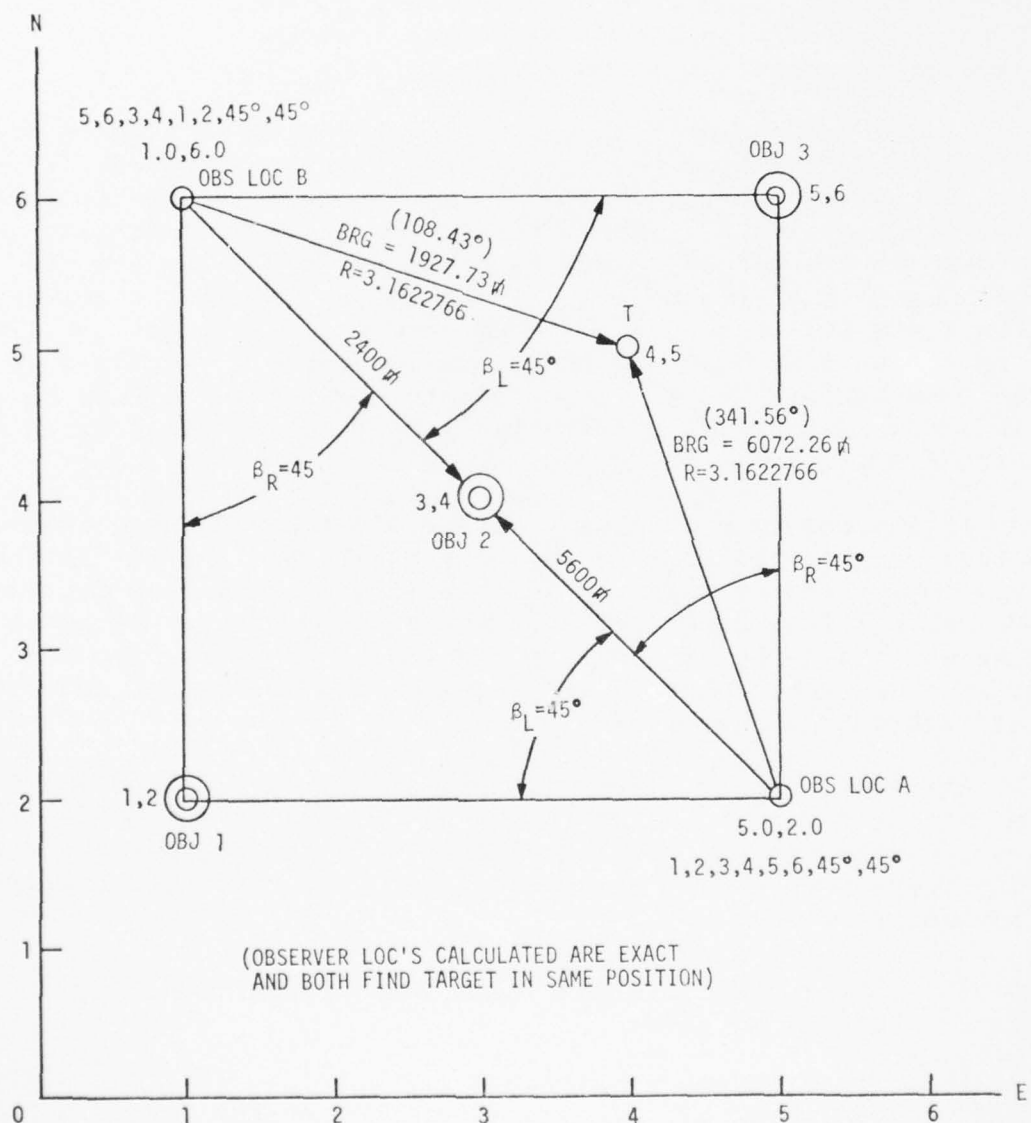 N
5,6,3,4,1,2,45°,45°
1.0,6.0
OBS LOC B
OBJ 3
6
5,6
(108.43°)
BRG = 1927.73 ₥
R=3.1622766
T
4,5
5
2400 ₥
β_L=45°
(341.56°)
BRG = 6072.26 ₥
R=3.1622766
β_R=45
4
3,4
OBJ 2
5600 ₥
β_R=45°
3
β_L=45°
2
1,2
OBJ 1
OBS LOC A
5.0,2.0
1,2,3,4,5,6,45°,45°
1
(OBSERVER LOC'S CALCULATED ARE EXACT
AND BOTH FIND TARGET IN SAME POSITION)
0 1 2 3 4 5 6 E